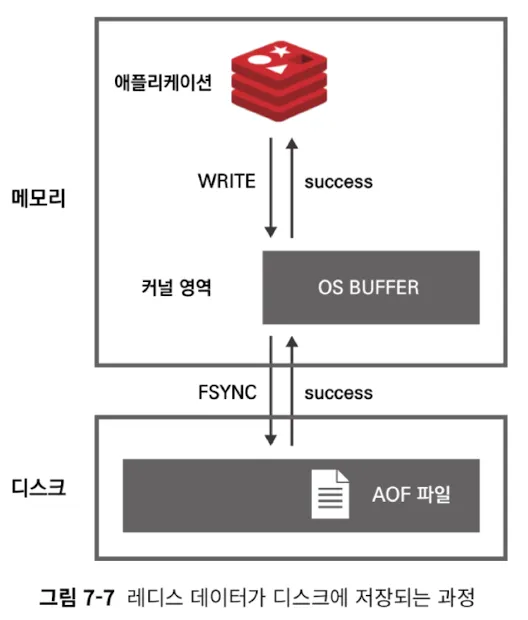 애플리케이션
WRITE
success
메모리
커널 영역
OS BUFFER
FSYNC
success
디스크
AOF 파일
그림 7-7 레디스 데이터가 디스크에 저장되는 과정